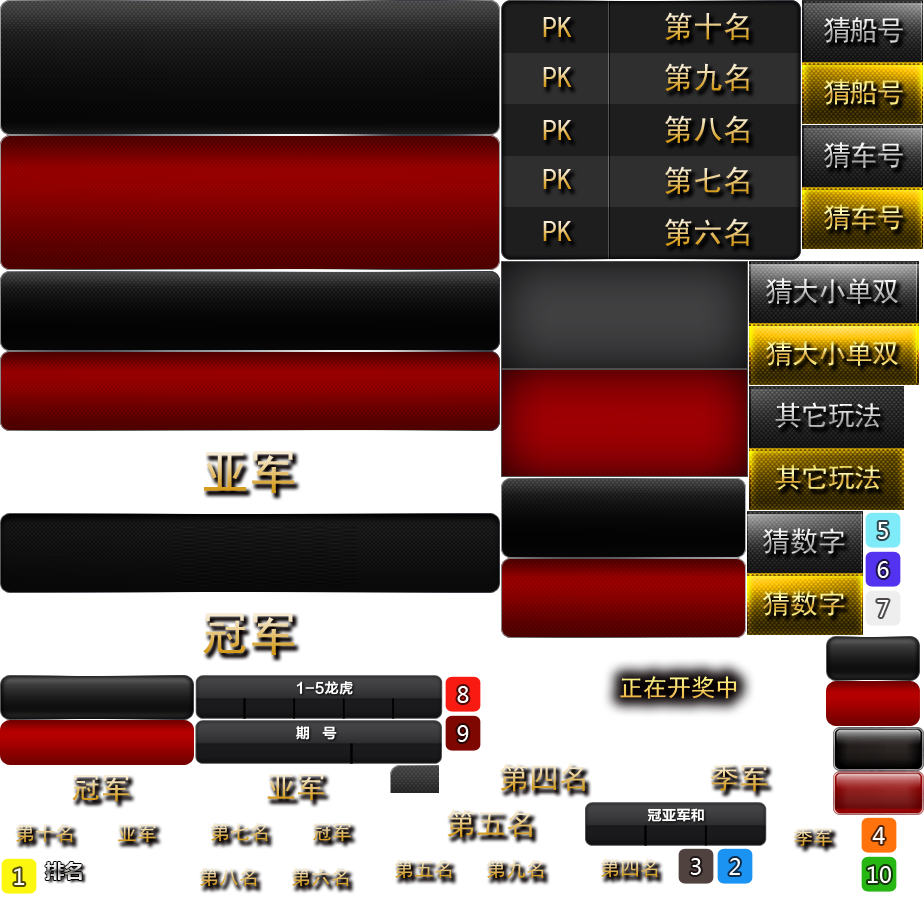 PK 第十名
PK 第九名
PK 第八名
PK 第七名
PK 第六名
猜船号
猜船号
猜车号
猜车号
猜大小单双
猜大小单双
其它玩法
其它玩法
亚军
猜数字
猜数字
5
6
7
冠军
1-5龙虎
期 号
8
9
正在开奖中
冠军
亚军
第四名
季军
第十名
亚军
第七名
冠军
第五名
冠亚军和
季军
4
1
排名
第八名
第六名
第五名
第九名
第四名
3
2
10